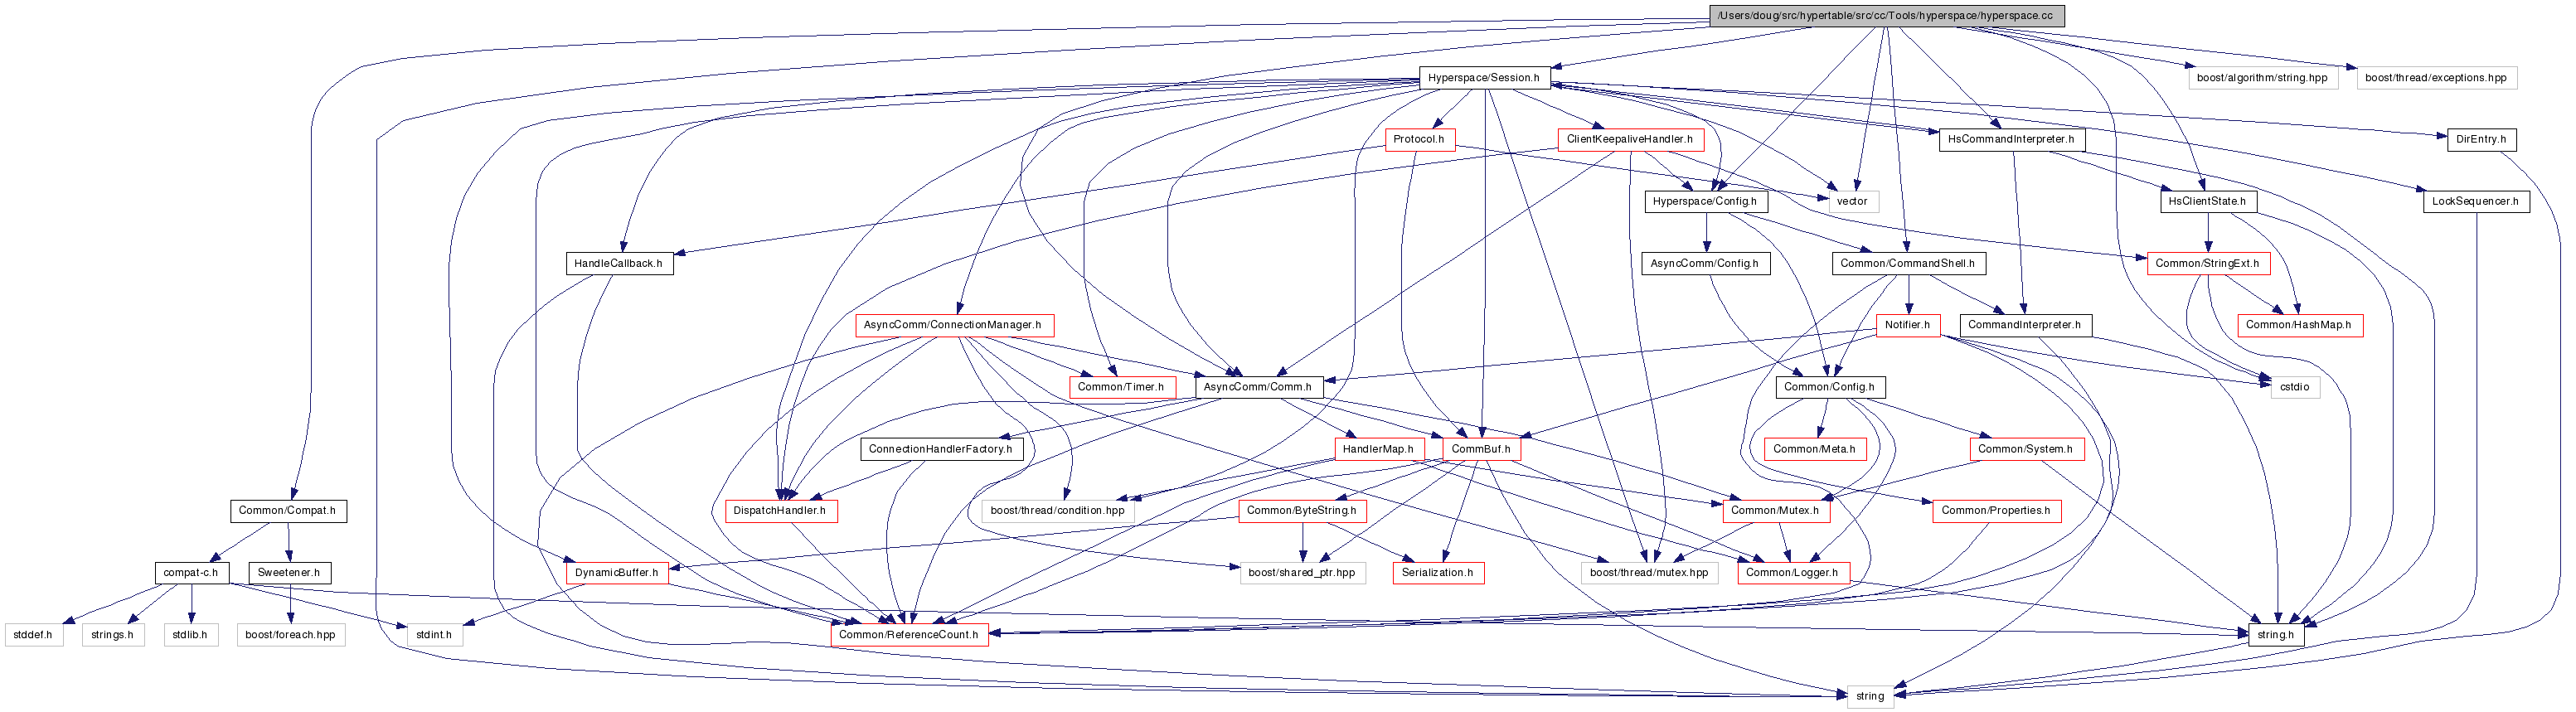 /Users/doug/src/hypertable/src/cc/Tools/hyperspace/hyperspace.cc
Hyperspace/Session.h
boost/algorithm/string.hpp
boost/thread/exceptions.hpp
Protocol.h
ClientKeepaliveHandler.h
HsCommandInterpreter.h
DirEntry.h
Hyperspace/Config.h
vector
HsClientState.h
LockSequencer.h
HandleCallback.h
AsyncComm/Config.h
Common/CommandShell.h
Common/StringExt.h
AsyncComm/ConnectionManager.h
Notifier.h
CommandInterpreter.h
Common/HashMap.h
Common/Timer.h
AsyncComm/Comm.h
Common/Config.h
cstdio
ConnectionHandlerFactory.h
HandlerMap.h
CommBuf.h
Common/Meta.h
Common/System.h
Common/Compat.h
DispatchHandler.h
boost/thread/condition.hpp
Common/ByteString.h
Common/Mutex.h
Common/Properties.h
compat-c.h
Sweetener.h
DynamicBuffer.h
boost/shared_ptr.hpp
Serialization.h
boost/thread/mutex.hpp
Common/Logger.h
stddef.h
strings.h
stdlib.h
boost/foreach.hpp
stdint.h
Common/ReferenceCount.h
string.h
string